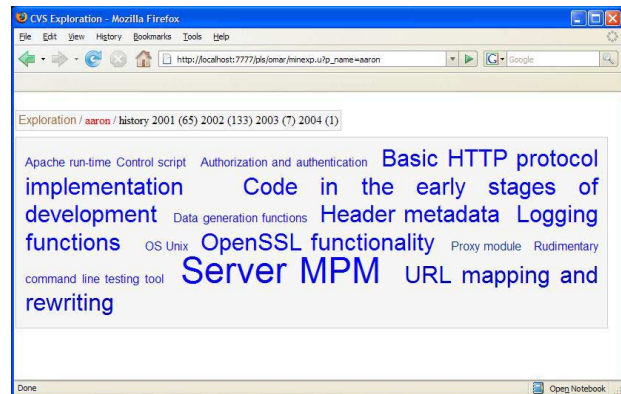 CVS Exploration - Mozilla Firefox
File Edit View History Bookmarks Tools Help
http://localhost:7777/pls/omar/minexp.u?p_name=aaron
G Google
Exploration / aaron / history 2001 (65) 2002 (133) 2003 (7) 2004 (1)
Apache run-time Control script Authorization and authentication Basic HTTP protocol
implementation Code in the early stages of
development Data generation functions Header metadata Logging
functions OS Unix OpenSSL functionality Proxy module Rudimentary
command line testing tool Server MPM URL mapping and
rewriting
Done Open Notebook